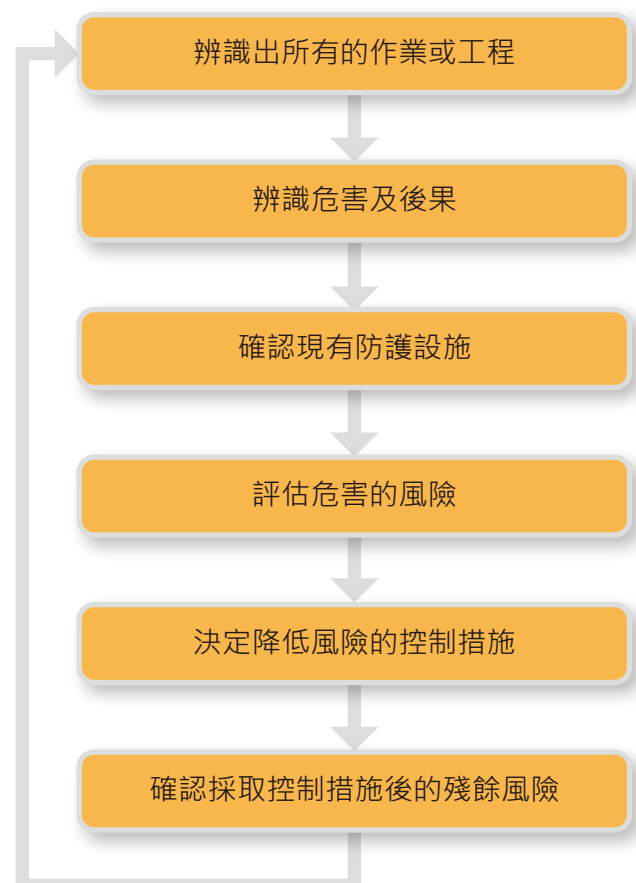 辨識出所有的作業或工程
辨識危害及後果
確認現有防護設施
評估危害的風險
決定降低風險的控制措施
確認採取控制措施後的殘餘風險